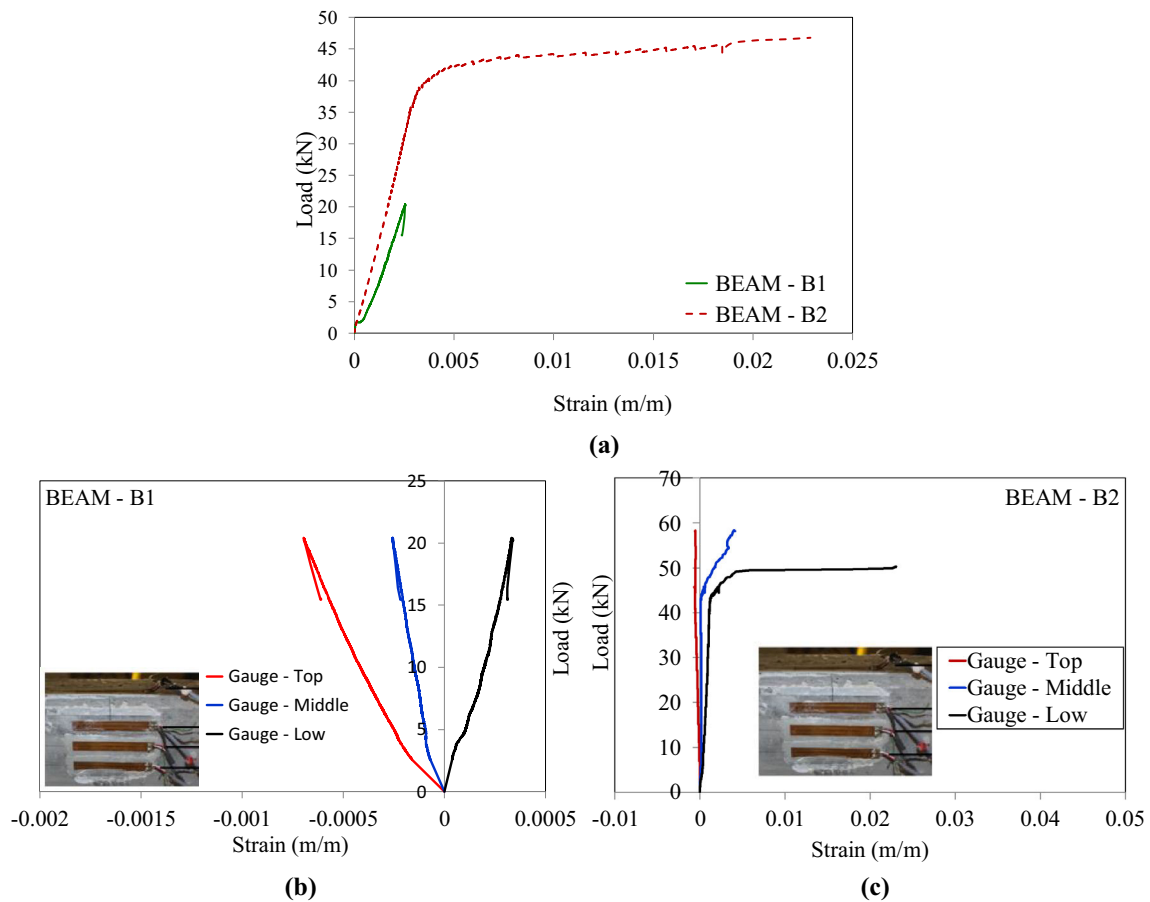 50
45
40
35
30
25
20
15
10
5
0
Load (kN)
BEAM - B1
BEAM - B2
0 0.005 0.01 0.015 0.02 0.025
Strain (m/m)
(a)
BEAM - B1
25
20
15
10
5
0
Load (kN)
Gauge - Top
Gauge - Middle
Gauge - Low
-0.002 -0.0015 -0.001 -0.0005 0 0.0005
Strain (m/m)
(b)
BEAM - B2
70
60
50
40
30
20
10
0
Load (kN)
Gauge - Top
Gauge - Middle
Gauge - Low
-0.01 0 0.01 0.02 0.03 0.04 0.05
Strain (m/m)
(c)